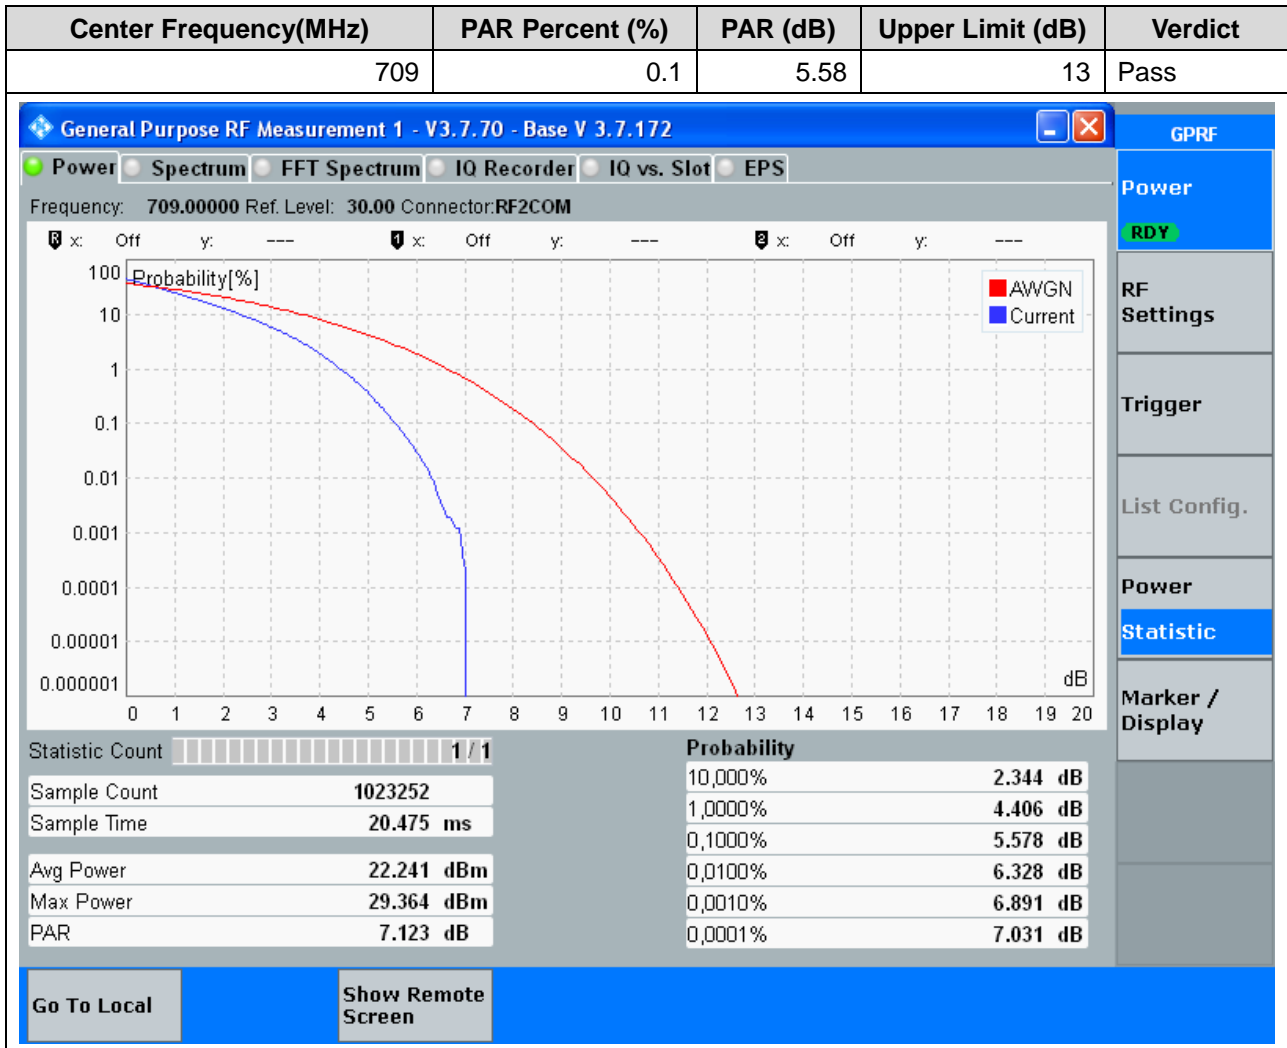 Center Frequency(MHz) PAR Percent (%) PAR (dB) Upper Limit (dB) Verdict
709 0.1 5.58 13 Pass
General Purpose RF Measurement 1 - V3.7.70 - Base V 3.7.172
GPRF
Power Spectrum FFT Spectrum IQ Recorder IQ vs. Slot EPS
Power
RDY
Frequency: 709.00000 Ref. Level: 30.00 Connector:RF2COM
R x: Off y: --- 1 x: Off y: --- 2 x: Off y: ---
Probability[%]
AWGN
Current
100
10
1
0.1
0.01
0.001
0.0001
0.00001
0.000001
dB
0 1 2 3 4 5 6 7 8 9 10 11 12 13 14 15 16 17 18 19 20
RF
Settings
Trigger
List Config.
Power
Statistic
Marker /
Display
Statistic Count 1 / 1
Sample Count 1023252
Sample Time 20.475 ms
Avg Power 22.241 dBm
Max Power 29.364 dBm
PAR 7.123 dB
Probability
10,000% 2.344 dB
1,0000% 4.406 dB
0,1000% 5.578 dB
0,0100% 6.328 dB
0,0010% 6.891 dB
0,0001% 7.031 dB
Go To Local
Show Remote
Screen